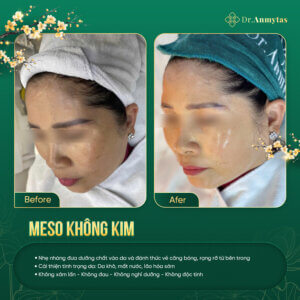 Dr.Anmytas
Before
Afer
MESO KHÔNG KIM
• Nhẹ nhàng đưa dưỡng chất vào da và đánh thức vẻ căng bóng, rạng rỡ từ bên trong
• Cải thiện tình trạng da: Da khô, mất nước, lão hóa sớm
• Không xâm lấn - Không đau - Không nghỉ dưỡng - Không độc tính